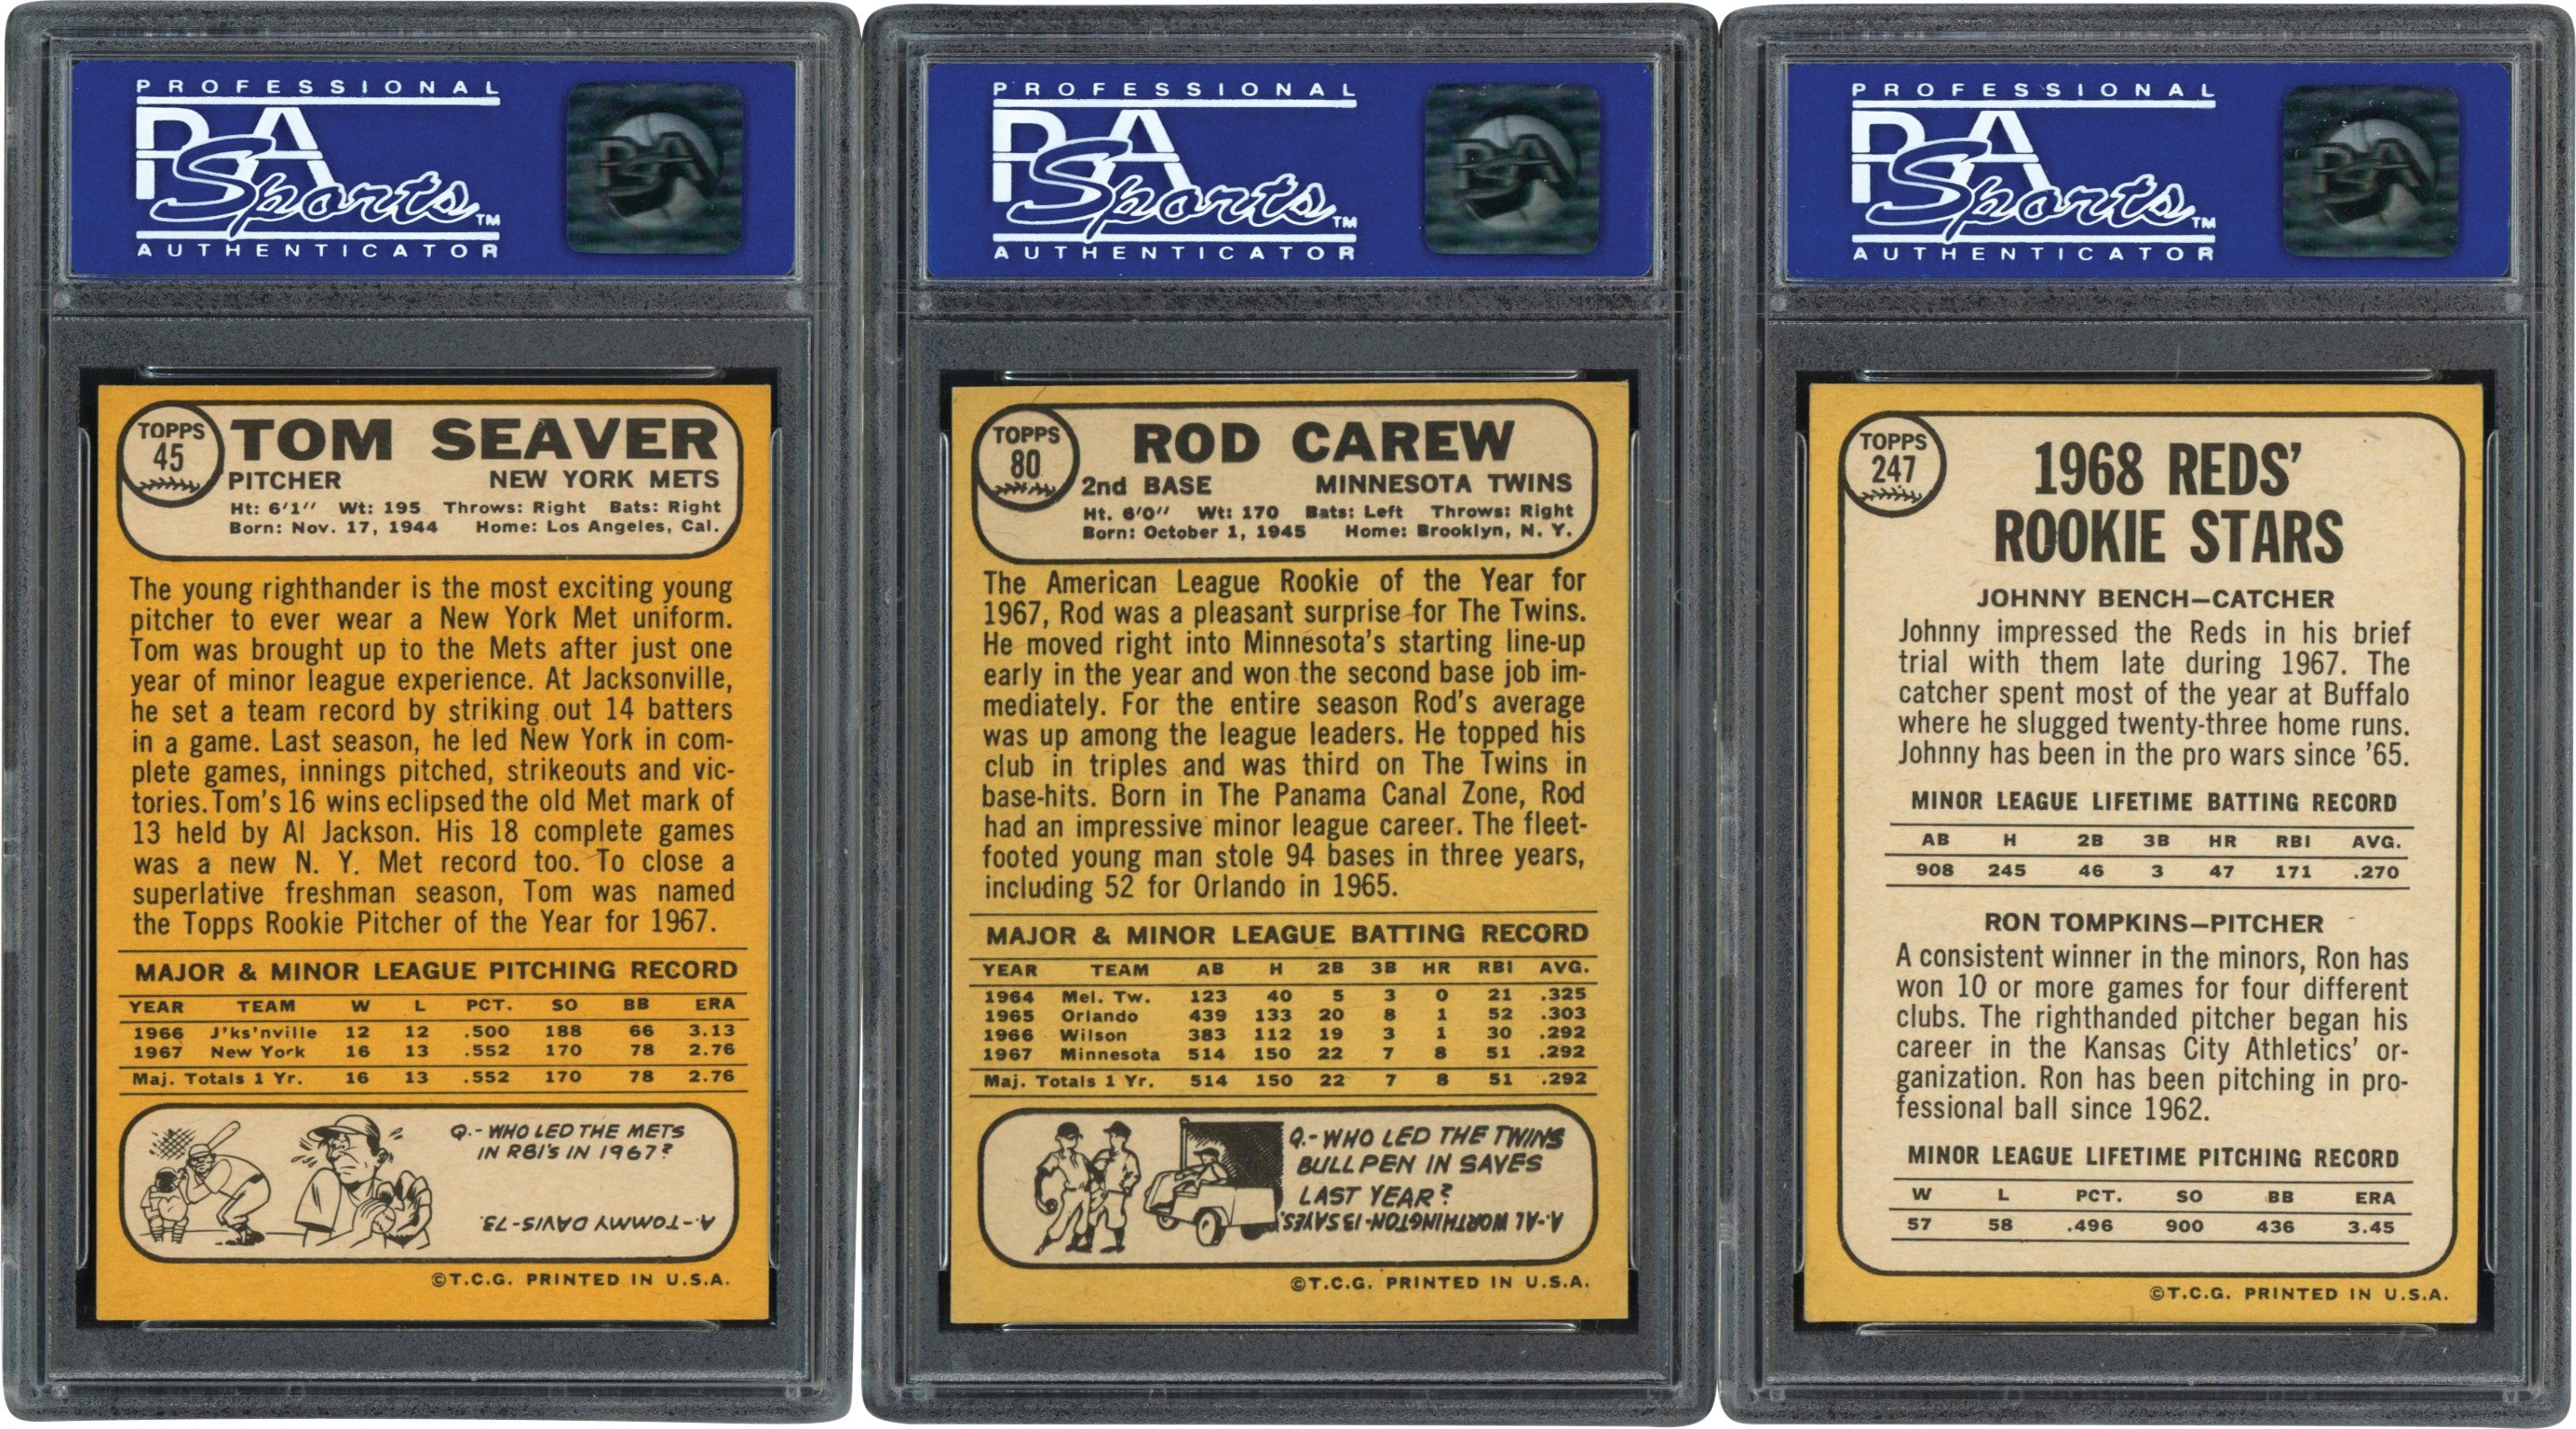 PROFESSIONAL
PSA
Sports™
AUTHENTICATOR
PSA
TOPPS
45
TOM SEAVER
PITCHER NEW YORK METS
Ht: 6'1" Wt: 195 Throws: Right Bats: Right
Born: Nov. 17, 1944 Home: Los Angeles, Cal.
The young righthander is the most exciting young
pitcher to ever wear a New York Met uniform.
Tom was brought up to the Mets after just one
year of minor league experience. At Jacksonville,
he set a team record by striking out 14 batters
in a game. Last season, he led New York in com-
plete games, innings pitched, strikeouts and vic-
tories. Tom's 16 wins eclipsed the old Met mark of
13 held by Al Jackson. His 18 complete games
was a new N. Y. Met record too. To close a
superlative freshman season, Tom was named
the Topps Rookie Pitcher of the Year for 1967.
MAJOR & MINOR LEAGUE PITCHING RECORD
YEAR TEAM W L PCT. SO BB ERA
1966 J'ks'nville 12 12 .500 188 66 3.13
1967 New York 16 13 .552 170 78 2.76
Maj. Totals 1 Yr. 16 13 .552 170 78 2.76
Q.- WHO LED THE METS
IN RBI'S IN 1967?
A.-TOMMY DAVIS-73.
©T.C.G. PRINTED IN U.S.A.
PROFESSIONAL
PSA
Sports™
AUTHENTICATOR
PSA
TOPPS
80
ROD CAREW
2nd BASE MINNESOTA TWINS
Ht. 6'0" Wt: 170 Bats: Left Throws: Right
Born: October 1, 1945 Home: Brooklyn, N. Y.
The American League Rookie of the Year for
1967, Rod was a pleasant surprise for The Twins.
He moved right into Minnesota's starting line-up
early in the year and won the second base job im-
mediately. For the entire season Rod's average
was up among the league leaders. He topped his
club in triples and was third on The Twins in
base-hits. Born in The Panama Canal Zone, Rod
had an impressive minor league career. The fleet-
footed young man stole 94 bases in three years,
including 52 for Orlando in 1965.
MAJOR & MINOR LEAGUE BATTING RECORD
YEAR TEAM AB H 2B 3B HR RBI AVG.
1964 Mel. Tw. 123 40 5 3 0 21 .325
1965 Orlando 439 133 20 8 1 52 .303
1966 Wilson 383 112 19 3 1 30 .292
1967 Minnesota 514 150 22 7 8 51 .292
Maj. Totals 1 Yr. 514 150 22 7 8 51 .292
Q.- WHO LED THE TWINS
BULLPEN IN SAVES
LAST YEAR?
A.-AL WORTHINGTON-13 SAVES.
©T.C.G. PRINTED IN U.S.A.
PROFESSIONAL
PSA
Sports™
AUTHENTICATOR
PSA
TOPPS
247
1968 REDS'
ROOKIE STARS
JOHNNY BENCH—CATCHER
Johnny impressed the Reds in his brief
trial with them late during 1967. The
catcher spent most of the year at Buffalo
where he slugged twenty-three home runs.
Johnny has been in the pro wars since '65.
MINOR LEAGUE LIFETIME BATTING RECORD
AB H 2B 3B HR RBI AVG.
908 245 46 3 47 171 .270
RON TOMPKINS—PITCHER
A consistent winner in the minors, Ron has
won 10 or more games for four different
clubs. The righthanded pitcher began his
career in the Kansas City Athletics' or-
ganization. Ron has been pitching in pro-
fessional ball since 1962.
MINOR LEAGUE LIFETIME PITCHING RECORD
W L PCT. SO BB ERA
57 58 .496 900 436 3.45
©T.C.G. PRINTED IN U.S.A.